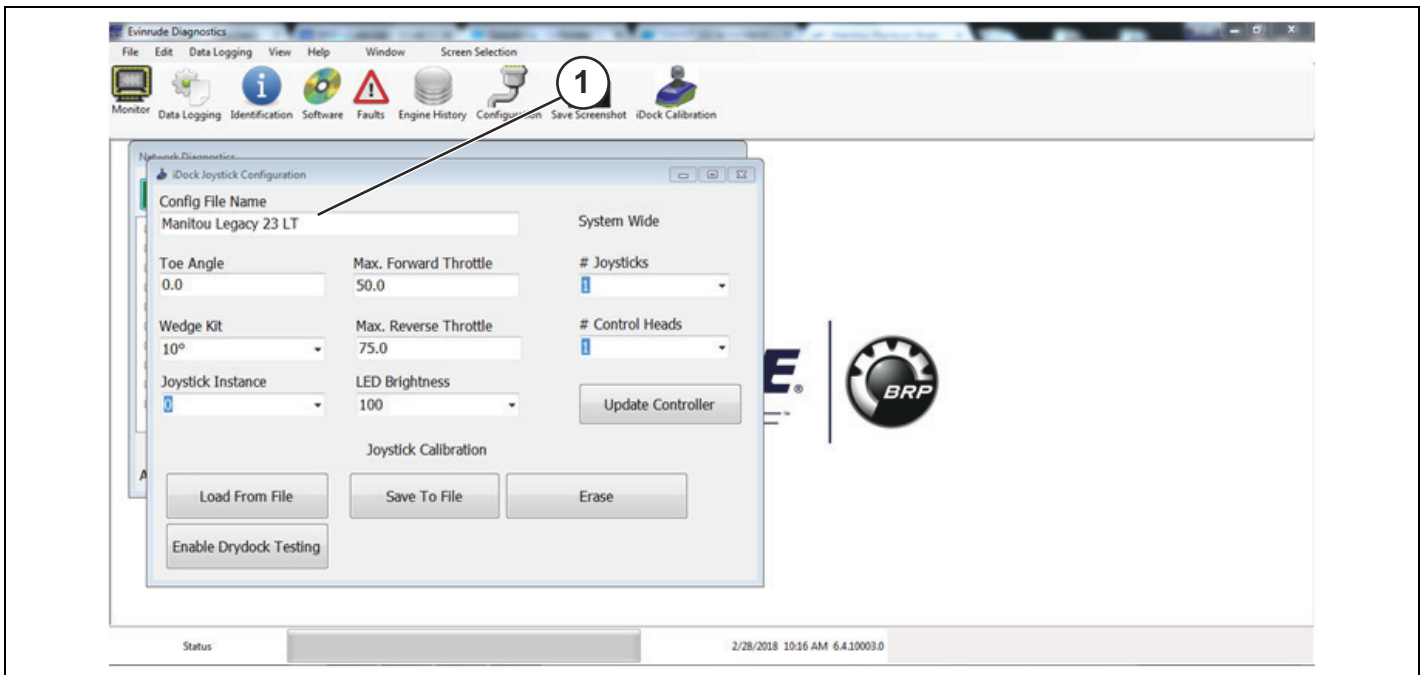 Evinrude Diagnostics
File Edit Data Logging View Help Window Screen Selection
1
Monitor Data Logging Identification Software Faults Engine History Configuration Save Screenshot iDock Calibration
Network Diagnostics
iDock Joystick Configuration
Config File Name
Manitou Legacy 23 LT
System Wide
Toe Angle Max. Forward Throttle # Joysticks
0.0 50.0 1
Wedge Kit Max. Reverse Throttle # Control Heads
10° 75.0 1
Joystick Instance LED Brightness
0 100 Update Controller
E®
BRP
Joystick Calibration
A
Load From File Save To File Erase
Enable Drydock Testing
Status 2/28/2018 10:16 AM 6.4.10003.0